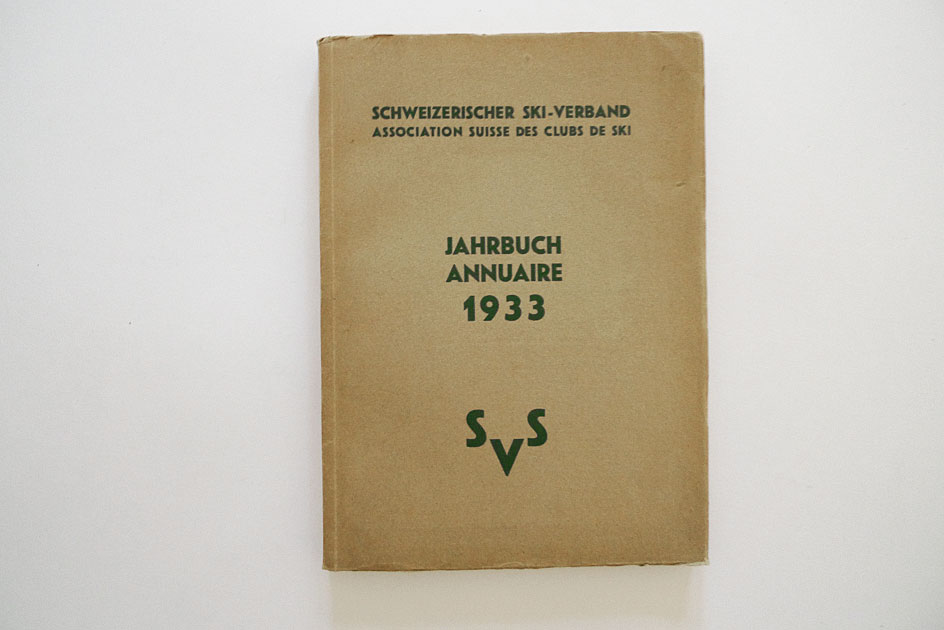 SCHWEIZERISCHER SKI-VERBAND
ASSOCIATION SUISSE DES CLUBS DE SKI
JAHRBUCH
ANNUAIRE
1933
SVS